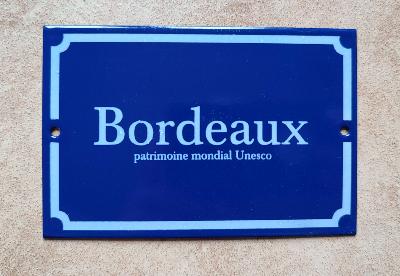 Bordeaux
patrimoine mondial Unesco